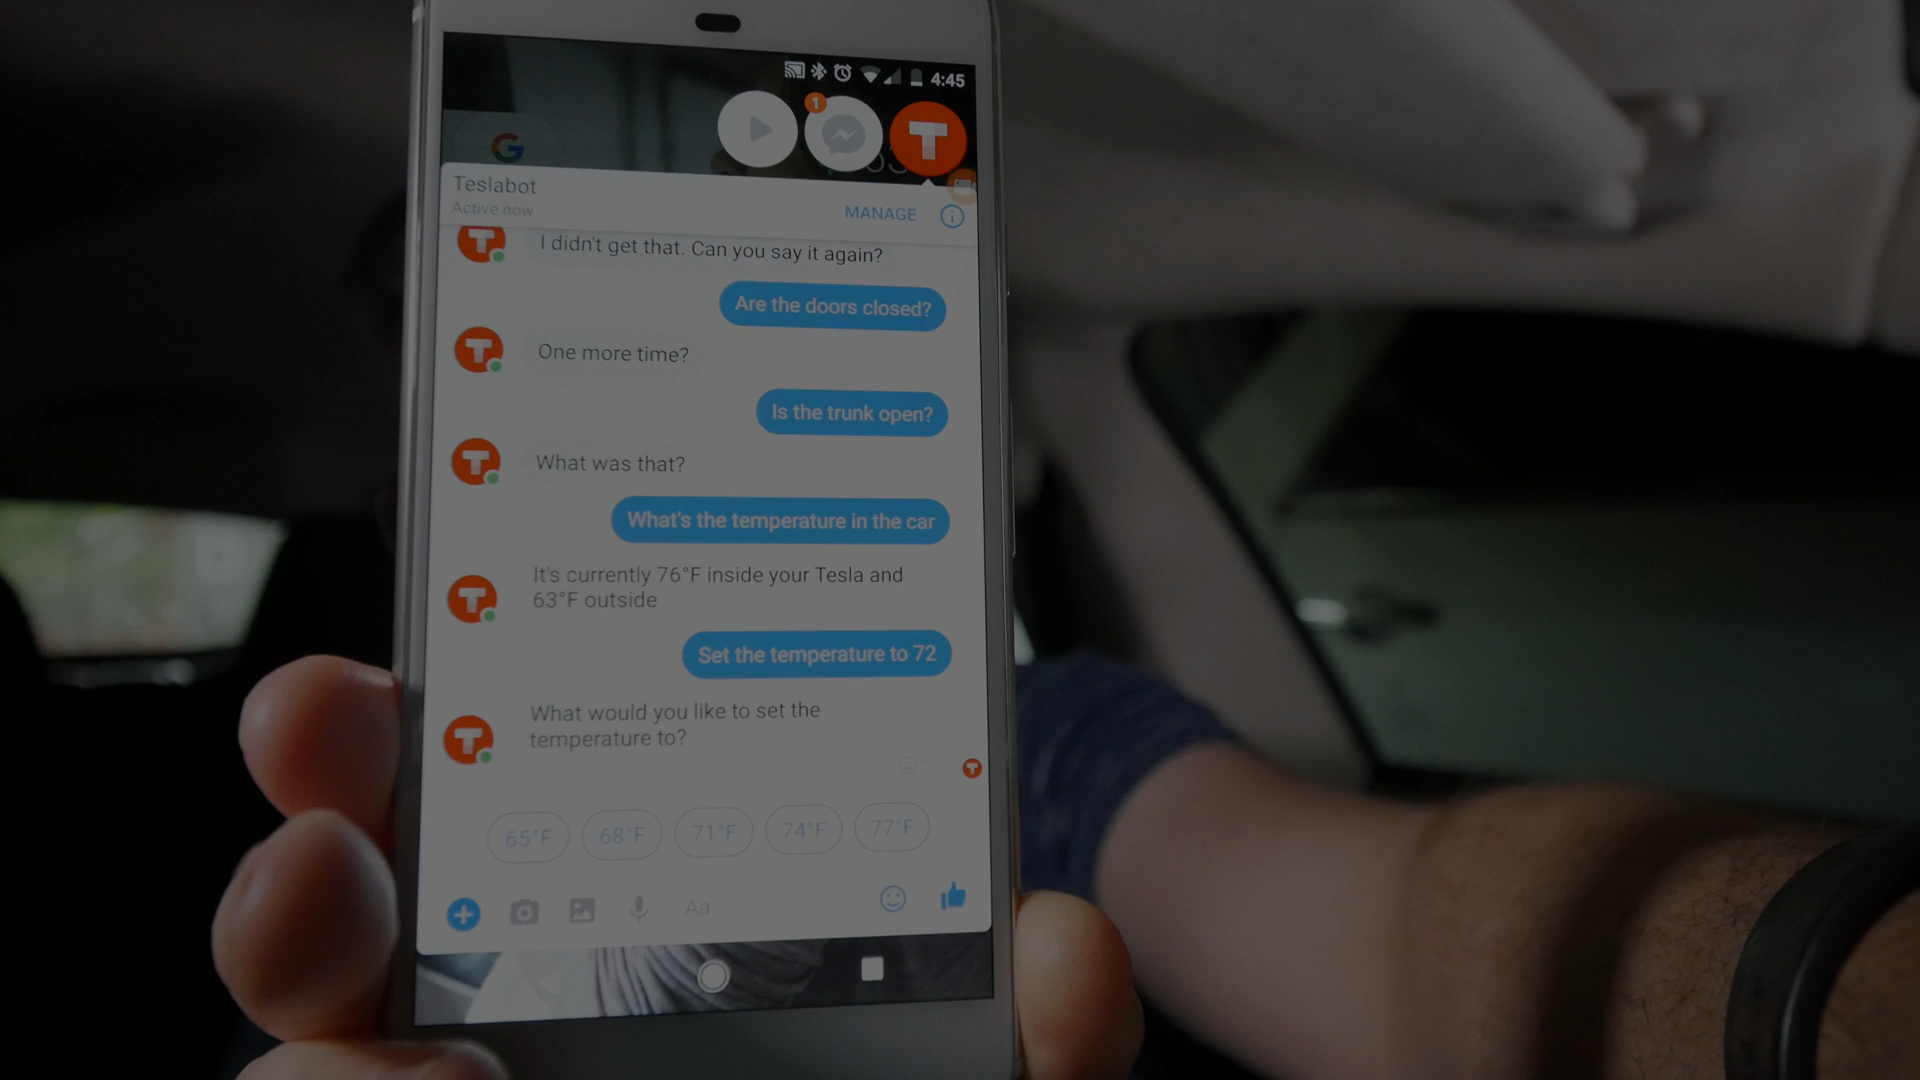 4:45
1
T
G
Teslabot
Active now
MANAGE
I didn't get that. Can you say it again?
Are the doors closed?
One more time?
Is the trunk open?
What was that?
What's the temperature in the car
It's currently 76°F inside your Tesla and
63°F outside
Set the temperature to 72
What would you like to set the
temperature to?
65°F
68°F
71°F
74°F
77°F
Aa